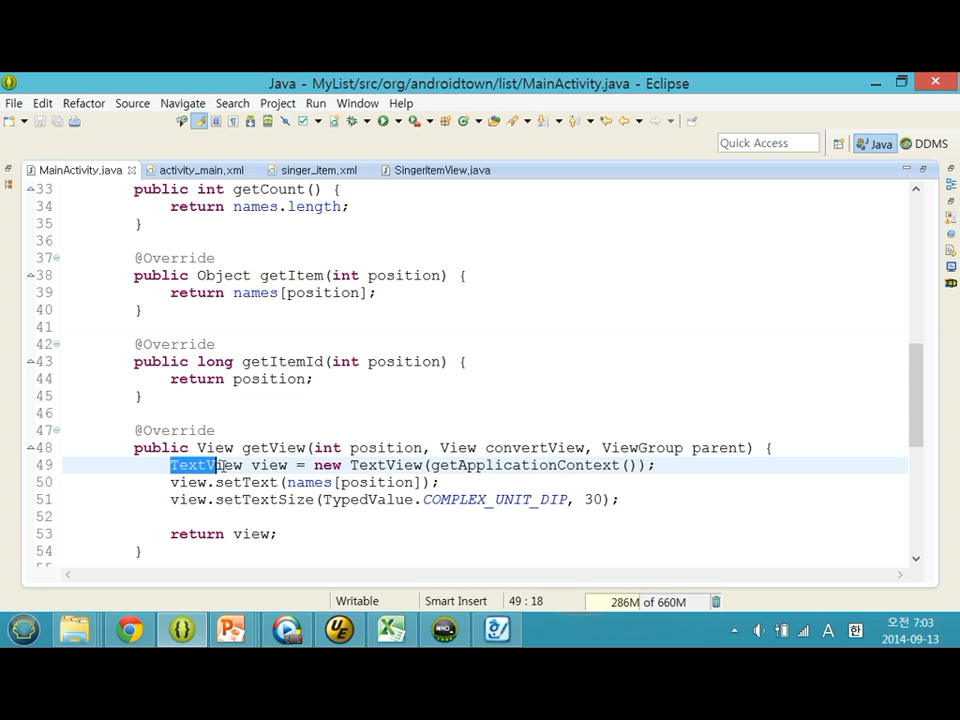 Java - MyList/src/org/androidtown/list/MainActivity.java - Eclipse
File Edit Refactor Source Navigate Search Project Run Window Help
Quick Access
Java
DDMS
MainActivity.java
activity_main.xml
singer_item.xml
SingerItemView.java
33 public int getCount() {
34 return names.length;
35 }
36
37 @Override
38 public Object getItem(int position) {
39 return names[position];
40 }
41
42 @Override
43 public long getItemId(int position) {
44 return position;
45 }
46
47 @Override
48 public View getView(int position, View convertView, ViewGroup parent) {
49 TextView view = new TextView(getApplicationContext());
50 view.setText(names[position]);
51 view.setTextSize(TypedValue.COMPLEX_UNIT_DIP, 30);
52
53 return view;
54 }
55
Writable Smart Insert 49 : 18 286M of 660M
A 한 오전 7:03
2014-09-13